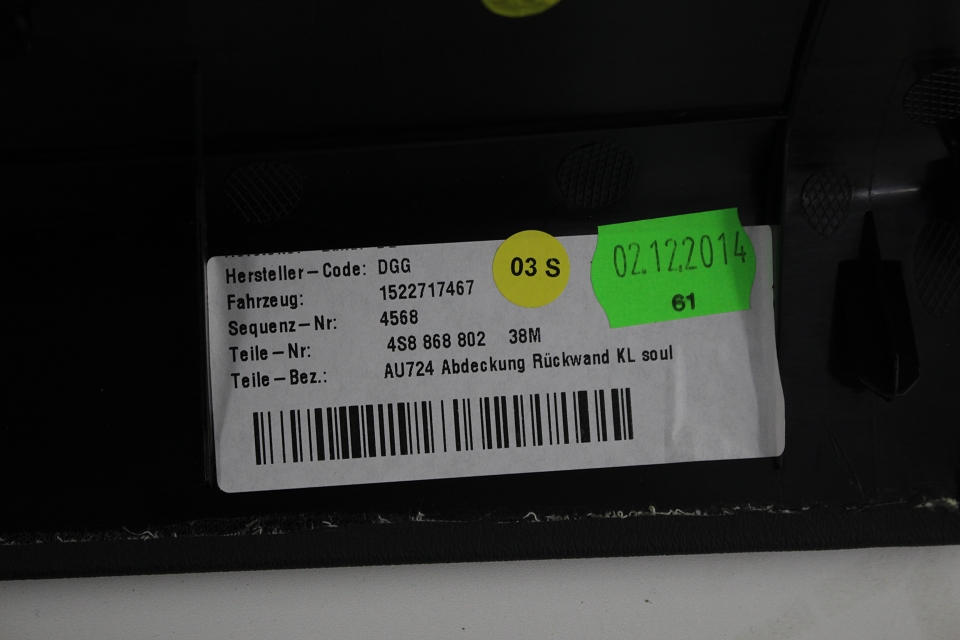 Hersteller-Code: DGG
Fahrzeug: 1522717467
Sequenz-Nr: 4568
Teile-Nr: 4S8 868 802 38M
Teile-Bez.: AU724 Abdeckung Rückwand KL soul
03 S
02.12.2014
61